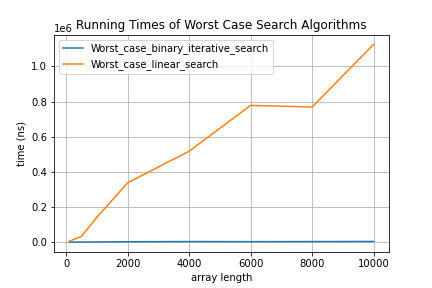 Running Times of Worst Case Search Algorithms
1e6
Worst_case_binary_iterative_search
Worst_case_linear_search
1.0
0.8
0.6
0.4
0.2
0.0
time (ns)
0 2000 4000 6000 8000 10000
array length